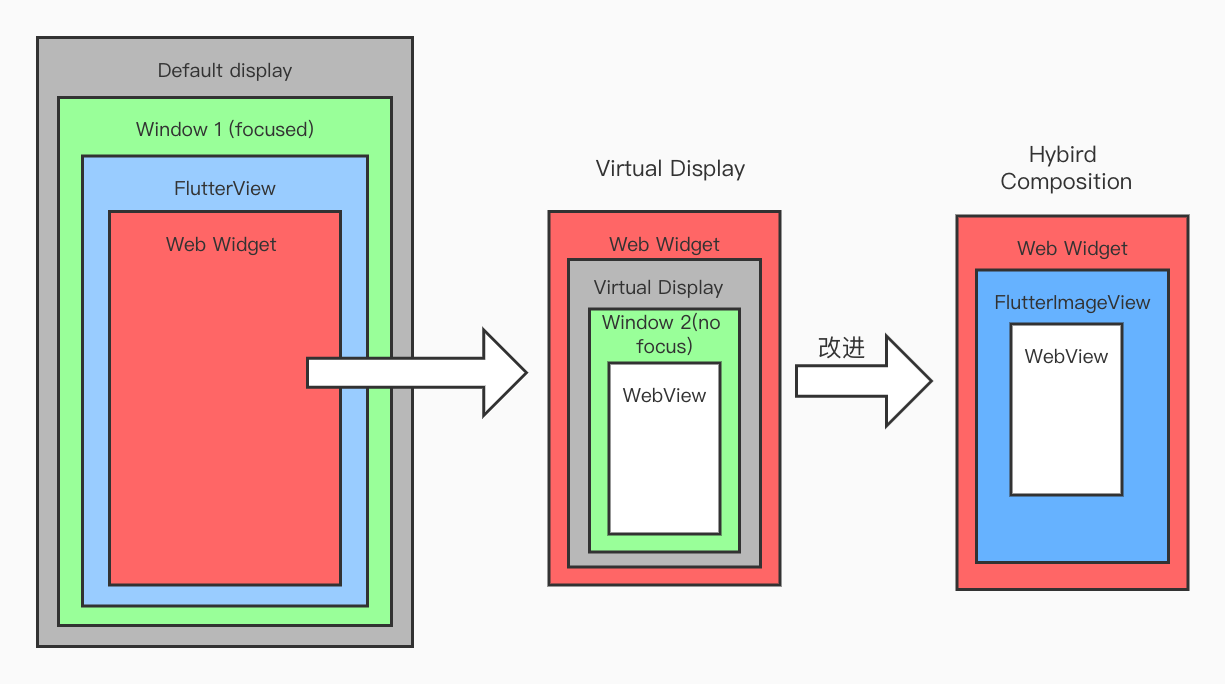 Default display
Window 1 (focused)
FlutterView
Web Widget
Virtual Display
Web Widget
Virtual Display
Window 2(no
focus)
WebView
改进
Hybird
Composition
Web Widget
FlutterImageView
WebView